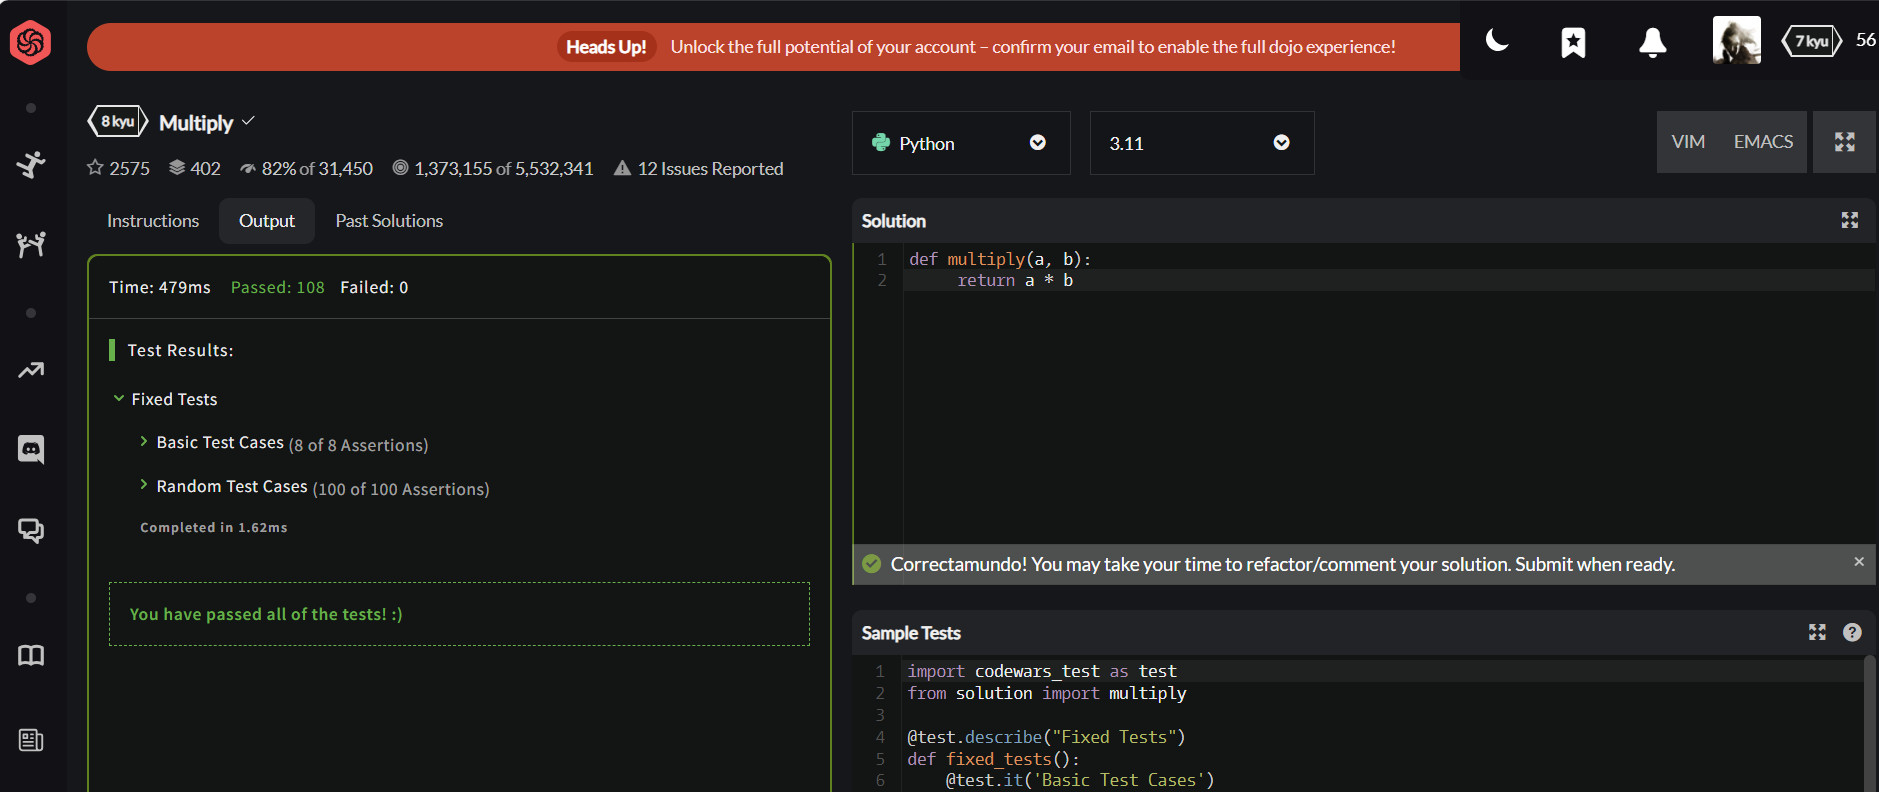 Heads Up! Unlock the full potential of your account – confirm your email to enable the full dojo experience!
7 kyu 56
8 kyu Multiply
2575 402 82% of 31,450 1,373,155 of 5,532,341 12 Issues Reported
Instructions Output Past Solutions
Time: 479ms Passed: 108 Failed: 0
Test Results:
Fixed Tests
Basic Test Cases (8 of 8 Assertions)
Random Test Cases (100 of 100 Assertions)
Completed in 1.62ms
You have passed all of the tests! :)
Python 3.11 VIM EMACS
Solution
1 def multiply(a, b):
2 return a * b
Correctamundo! You may take your time to refactor/comment your solution. Submit when ready. ×
Sample Tests ?
1 import codewars_test as test
2 from solution import multiply
3
4 @test.describe("Fixed Tests")
5 def fixed_tests():
6 @test.it('Basic Test Cases')